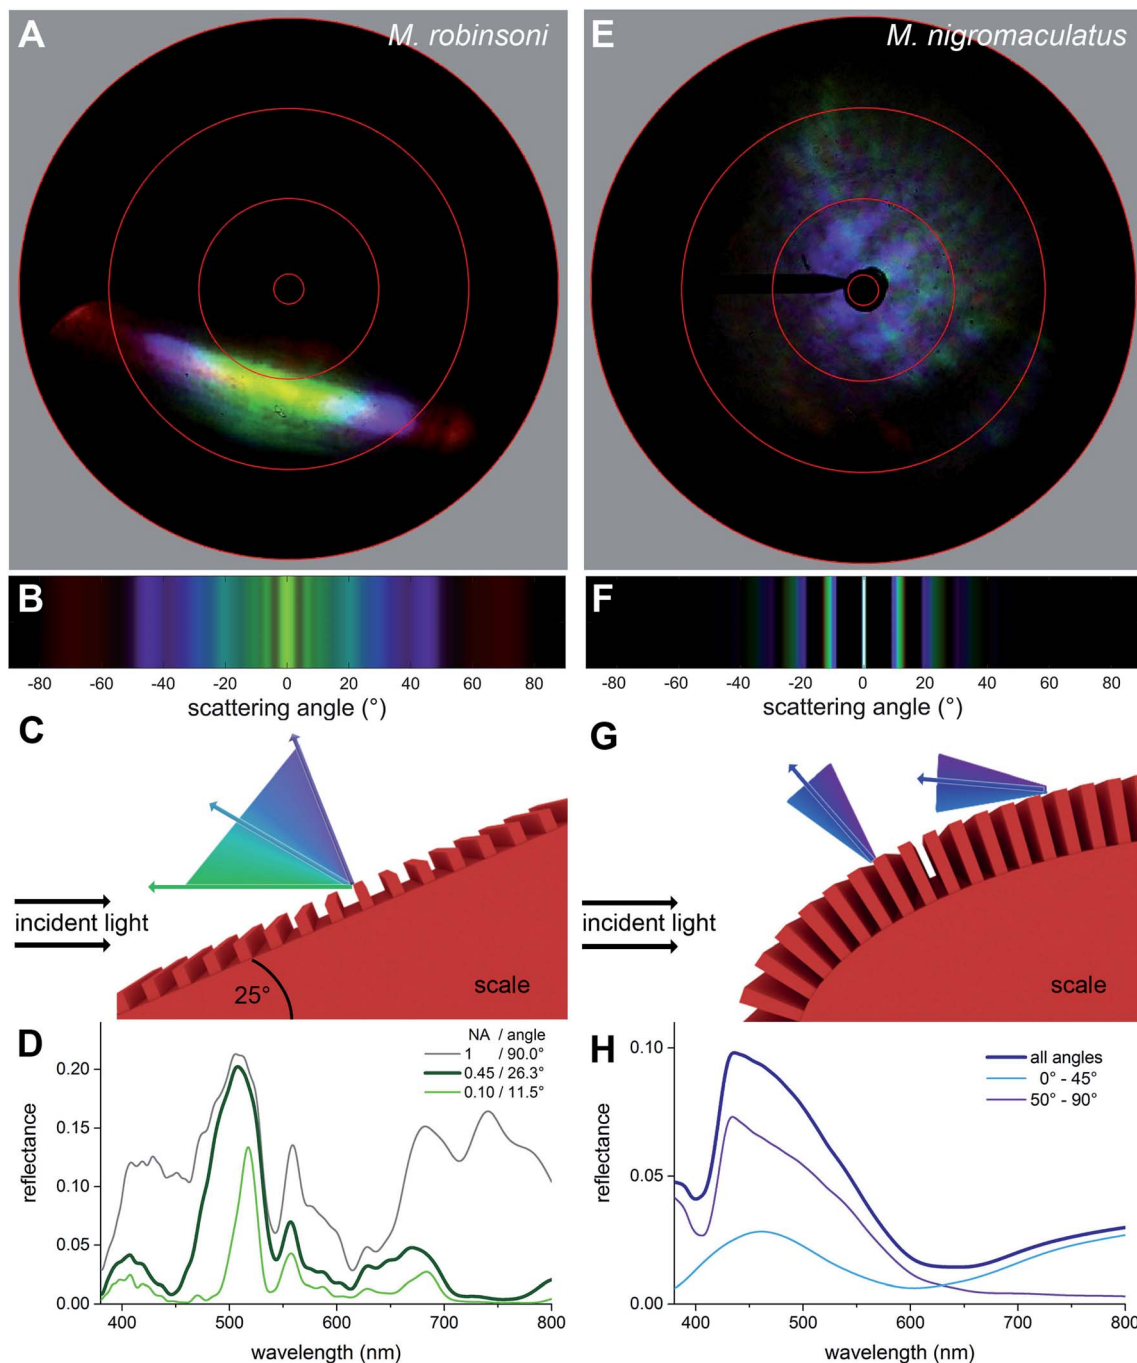 A
M. robinsoni
E
M. nigromaculatus
B
-80 -60 -40 -20 0 20 40 60 80
scattering angle (°)
F
-80 -60 -40 -20 0 20 40 60 80
scattering angle (°)
C
incident light
25°
scale
G
incident light
scale
D
NA / angle
1 / 90.0°
0.45 / 26.3°
0.10 / 11.5°
reflectance
0.20
0.15
0.10
0.05
0.00
400 500 600 700 800
wavelength (nm)
H
all angles
0° - 45°
50° - 90°
reflectance
0.10
0.05
0.00
400 500 600 700 800
wavelength (nm)